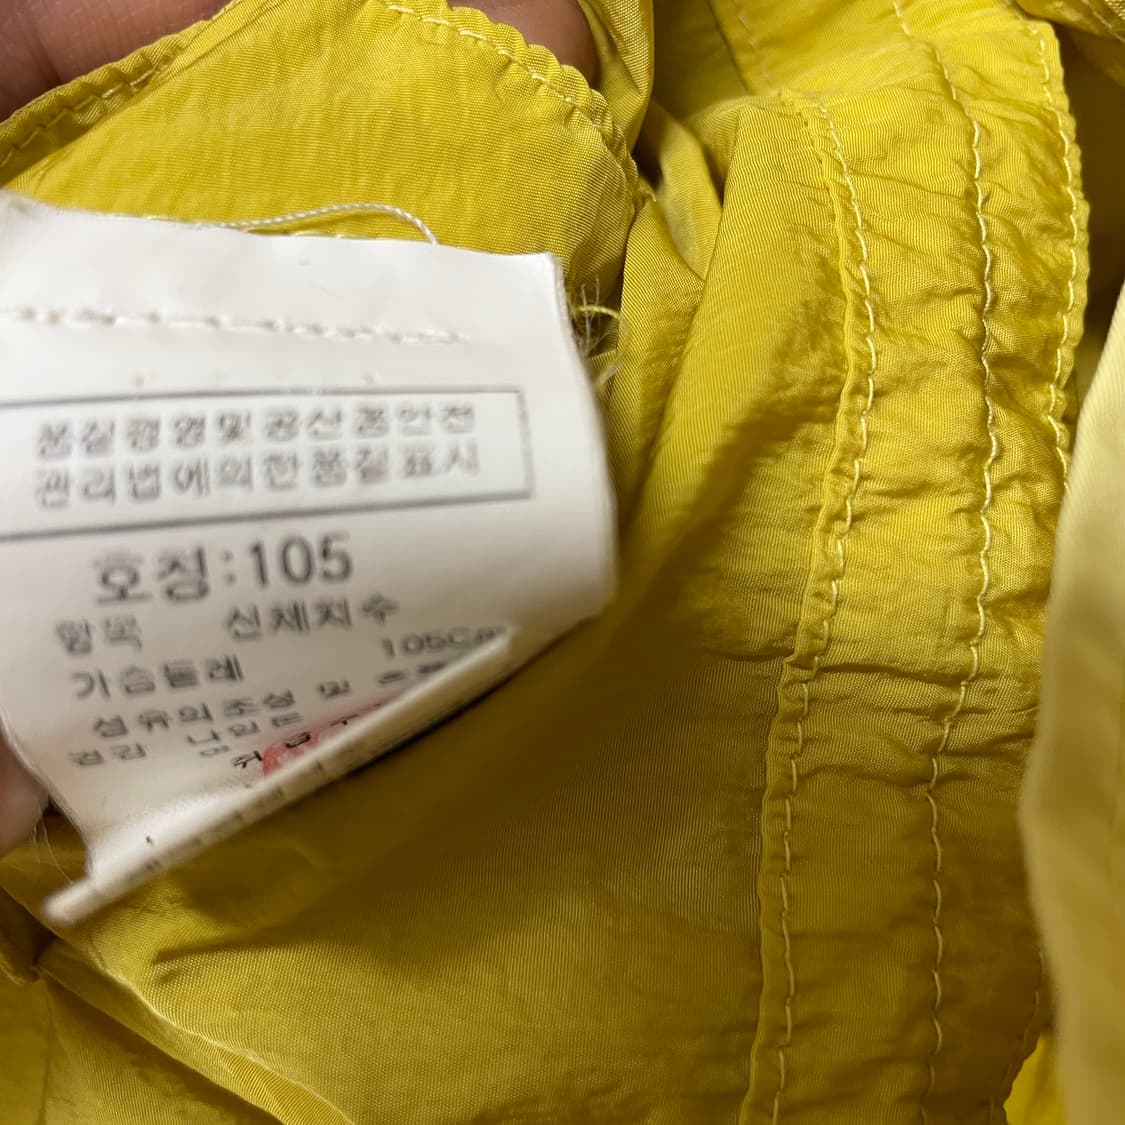 품질경영및공산품안전
관리법에의한품질표시
호칭:105
항목 신체치수
가슴둘레 105Cm
섬유의조성 및
겉감